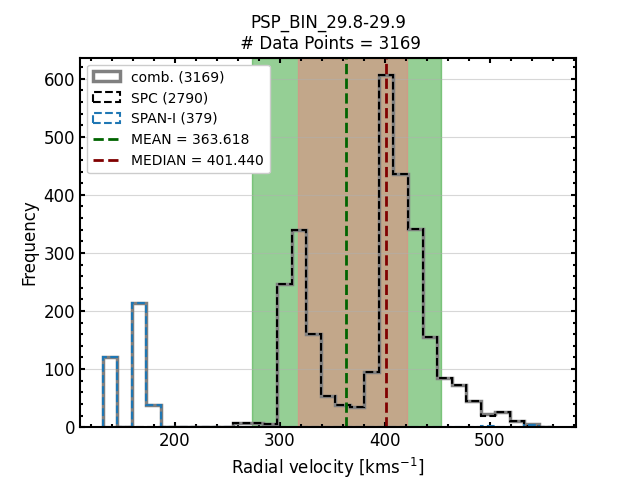 PSP_BIN_29.8-29.9
# Data Points = 3169
comb. (3169)
SPC (2790)
SPAN-I (379)
MEAN = 363.618
MEDIAN = 401.440
Frequency
600
500
400
300
200
100
0
200 300 400 500
Radial velocity [kms⁻¹]